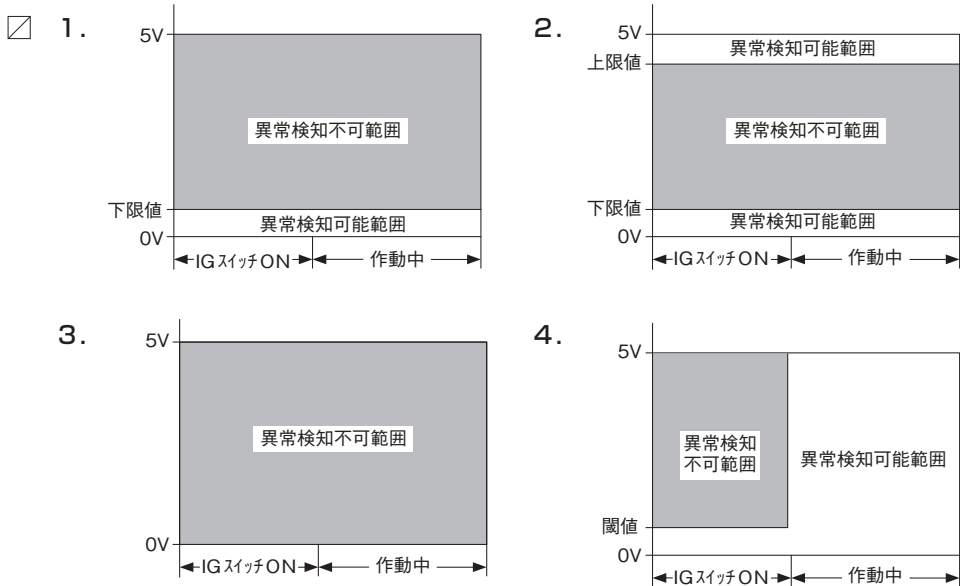 1.
5V
異常検知不可範囲
下限値
異常検知可能範囲
0V
IGスイッチON
作動中
2.
5V
異常検知可能範囲
上限値
異常検知不可範囲
下限値
異常検知可能範囲
0V
IGスイッチON
作動中
3.
5V
異常検知不可範囲
0V
IGスイッチON
作動中
4.
5V
異常検知
不可範囲
異常検知可能範囲
閾値
0V
IGスイッチON
作動中